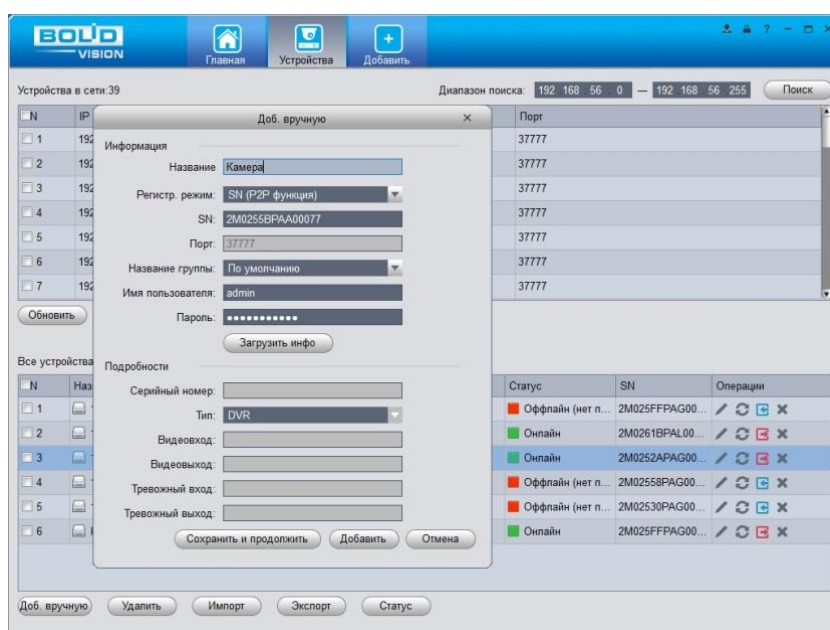 BOLID
VISION
Главная
Устройства
Добавить
Устройства в сети:39
Диапазон поиска: 192 168 56 0 — 192 168 56 255 Поиск
N IP Порт
1 192 37777
2 192 37777
3 192 37777
4 192 37777
5 192 37777
6 192 37777
7 192 37777
Обновить
Доб. вручную
Информация
Название Камера
Регистр. режим: SN (P2P функция)
SN: 2M0255BPAA00077
Порт: 37777
Название группы: По умолчанию
Имя пользователя: admin
Пароль: •••••••••••
Загрузить инфо
Подробности
Серийный номер:
Тип: DVR
Видеовход:
Видеовыход:
Тревожный вход:
Тревожный выход:
Сохранить и продолжить Добавить Отмена
Все устройства
N Наз Статус SN Операции
1 Оффлайн (нет п... 2M025FFPAG00...
2 Онлайн 2M0261BPAL00...
3 Онлайн 2M0252APAG00...
4 Оффлайн (нет п... 2M02558PAG00...
5 Оффлайн (нет п... 2M02530PAG00...
6 Онлайн 2M025FFPAG00...
Доб. вручную Удалить Импорт Экспорт Статус